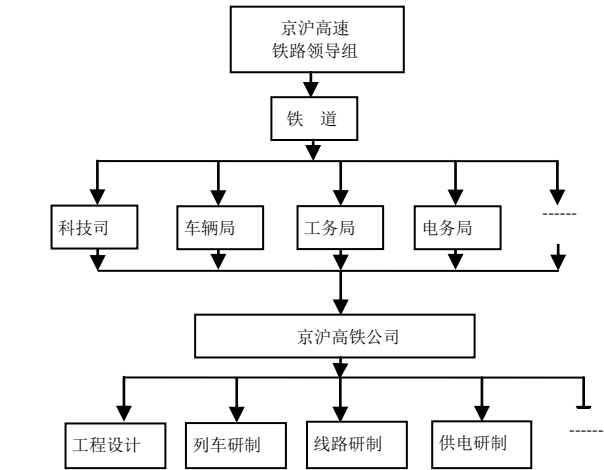 京沪高速
铁路领导组
铁 道
科技司 车辆局 工务局 电务局 ------
京沪高铁公司
工程设计 列车研制 线路研制 供电研制 ------